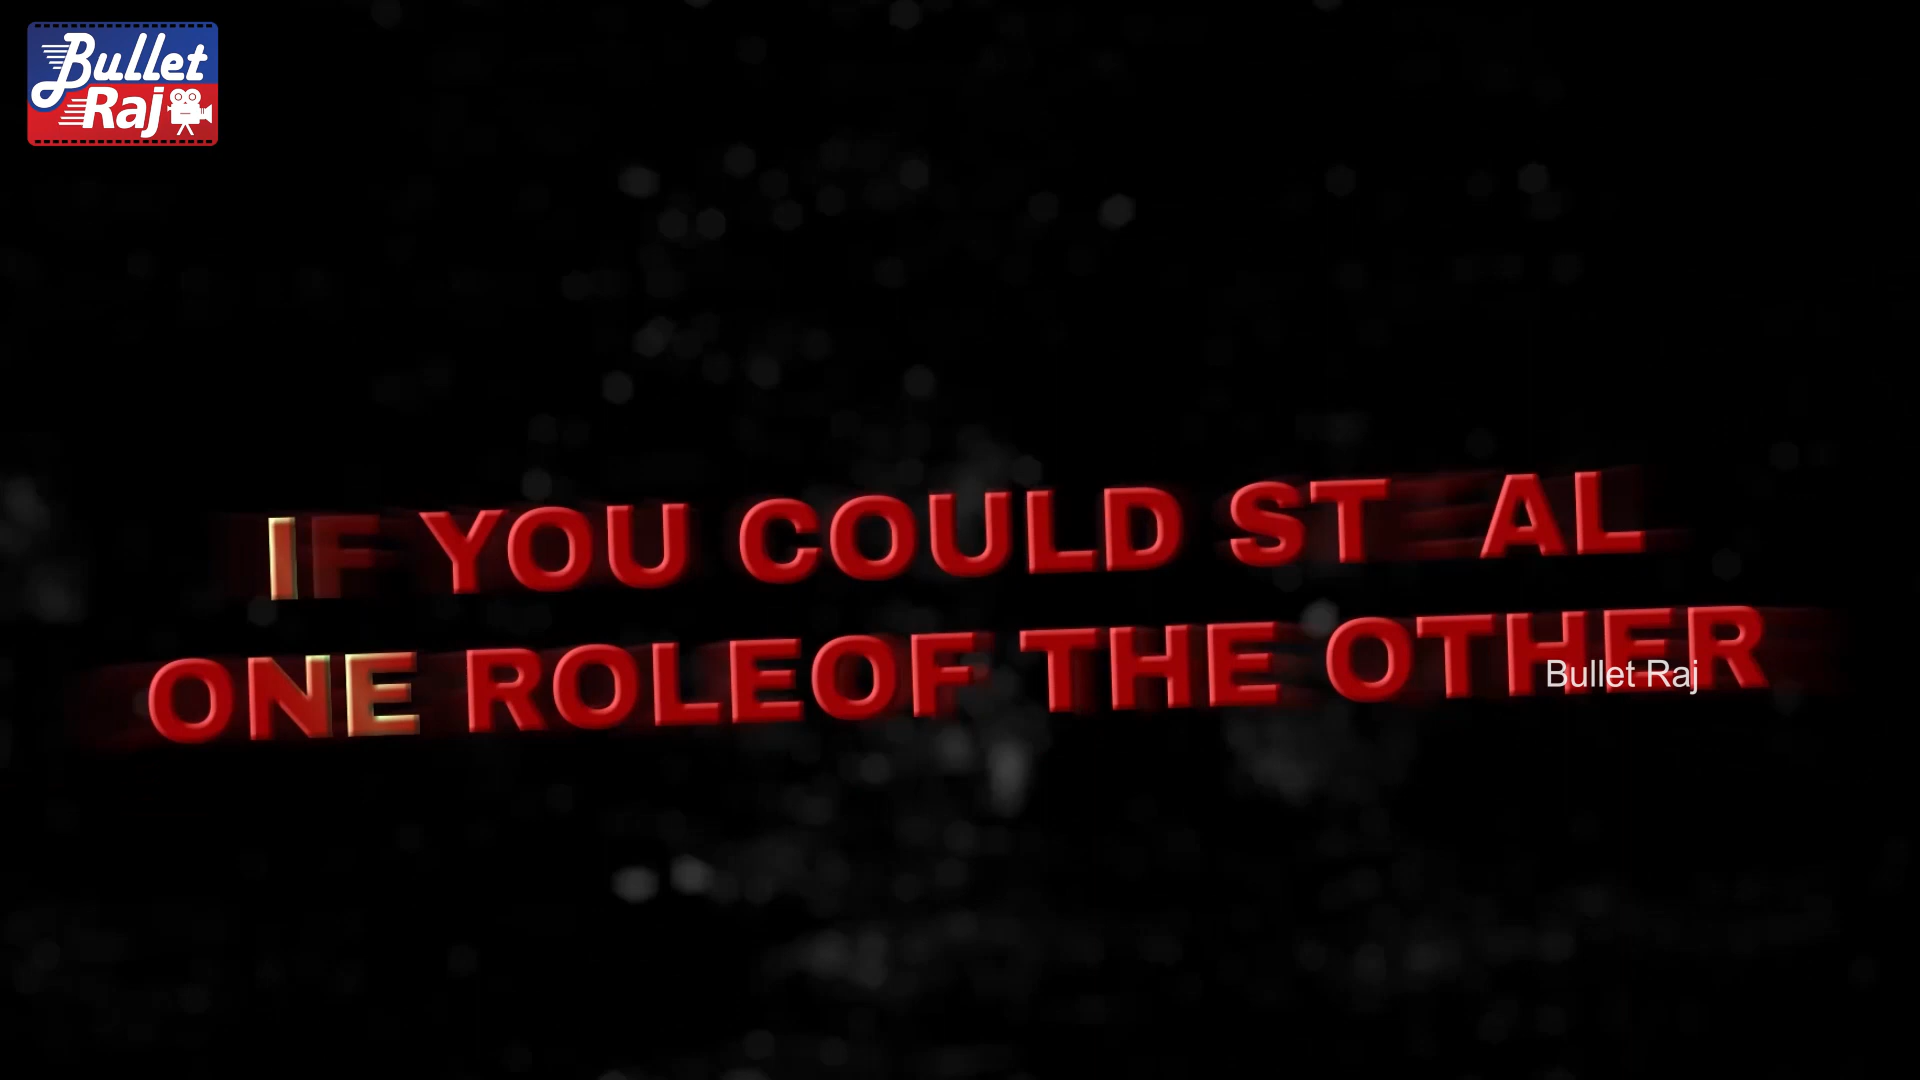 Bullet
Raj
IF YOU COULD ST AL
ONE ROLEOF THE OTHER
Bullet Raj